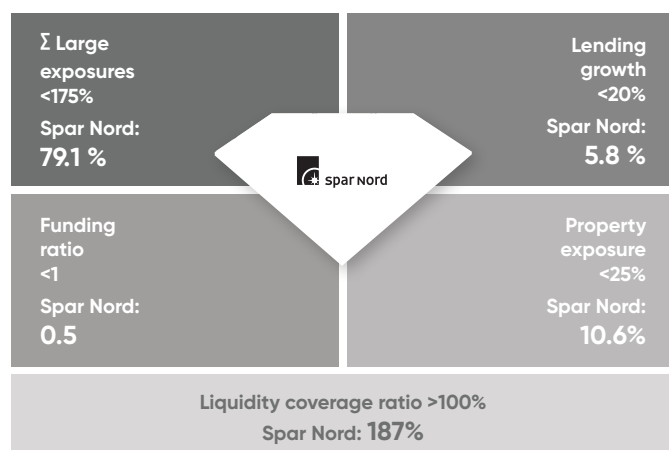 Σ Large
exposures
<175%
Spar Nord:
79.1 %
Lending
growth
<20%
Spar Nord:
5.8 %
spar nord
Funding
ratio
<1
Spar Nord:
0.5
Property
exposure
<25%
Spar Nord:
10.6%
Liquidity coverage ratio >100%
Spar Nord: 187%